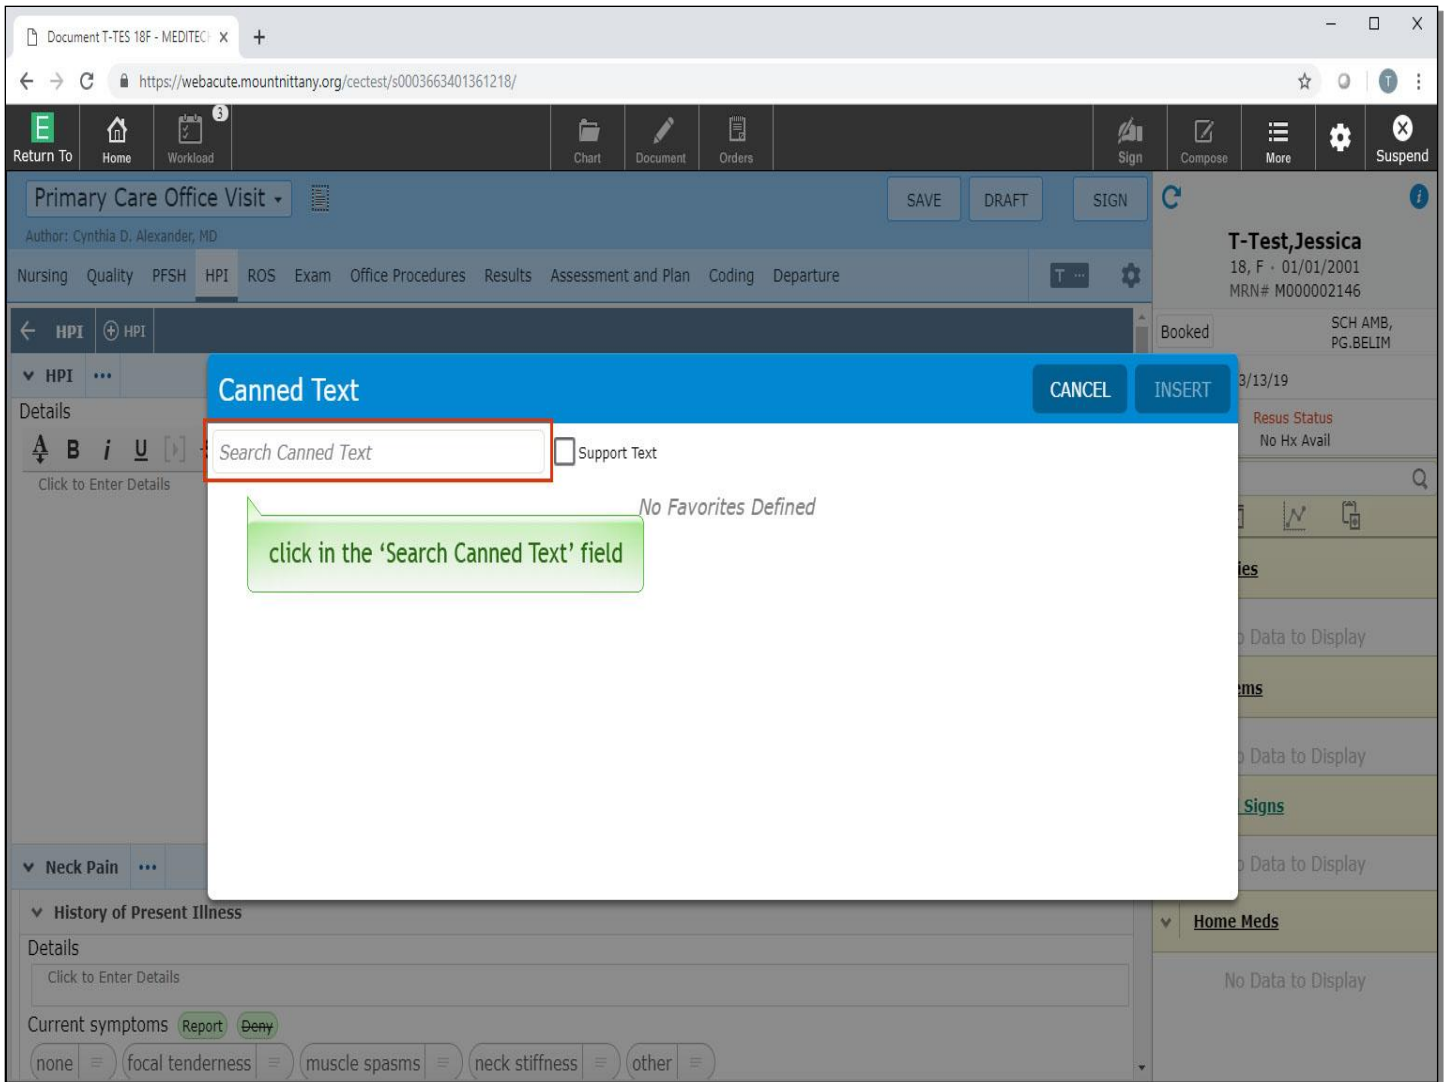 Document T-TES 18F - MEDITEC
https://webacute.mountnittany.org/cectest/s0003663401361218/
T
E
Return To
Home
3
Workload
Chart
Document
Orders
Sign
Compose
More
Suspend
Primary Care Office Visit
SAVE
DRAFT
SIGN
Author: Cynthia D. Alexander, MD
Nursing Quality PFSH HPI ROS Exam Office Procedures Results Assessment and Plan Coding Departure
T ...
T-Test,Jessica
18, F · 01/01/2001
MRN# M000002146
HPI
HPI
Booked
SCH AMB,
PG.BELIM
HPI
3/13/19
Details
Resus Status
No Hx Avail
B i U
Click to Enter Details
Canned Text
CANCEL
INSERT
Search Canned Text
Support Text
No Favorites Defined
click in the ‘Search Canned Text’ field
ies
Data to Display
ems
Data to Display
Signs
Data to Display
Home Meds
No Data to Display
Neck Pain
History of Present Illness
Details
Click to Enter Details
Current symptoms Report Deny
none
focal tenderness
muscle spasms
neck stiffness
other